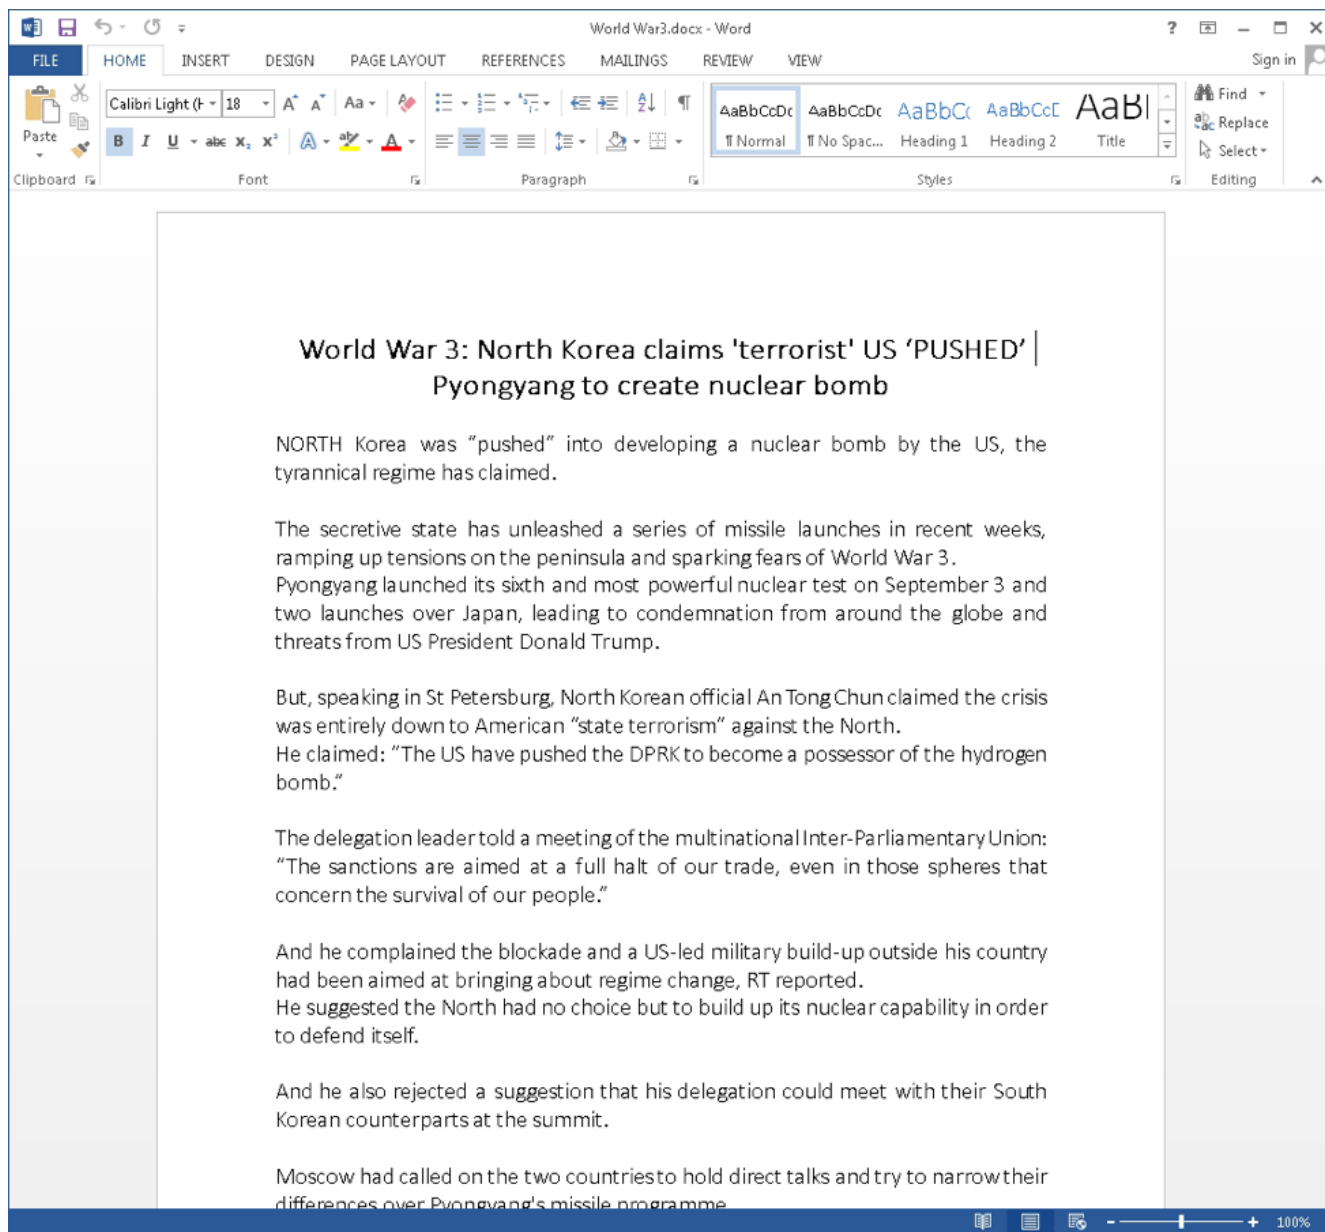 World War3.docx - Word
?
FILE HOME INSERT DESIGN PAGE LAYOUT REFERENCES MAILINGS REVIEW VIEW Sign in
Paste
Calibri Light (H 18 A A Aa
B I U abc X₂ X² A ab A
A Z ¶
AaBbCcDc AaBbCcDc AaBbC( AaBbCcE AaBl
¶ Normal ¶ No Spac... Heading 1 Heading 2 Title
Find
Replace
Select
Clipboard Font Paragraph Styles Editing
World War 3: North Korea claims 'terrorist' US ‘PUSHED’
Pyongyang to create nuclear bomb
NORTH Korea was “pushed” into developing a nuclear bomb by the US, the
tyrannical regime has claimed.
The secretive state has unleashed a series of missile launches in recent weeks,
ramping up tensions on the peninsula and sparking fears of World War 3.
Pyongyang launched its sixth and most powerful nuclear test on September 3 and
two launches over Japan, leading to condemnation from around the globe and
threats from US President Donald Trump.
But, speaking in St Petersburg, North Korean official An Tong Chun claimed the crisis
was entirely down to American “state terrorism” against the North.
He claimed: “The US have pushed the DPRK to become a possessor of the hydrogen
bomb.”
The delegation leader told a meeting of the multinational Inter-Parliamentary Union:
“The sanctions are aimed at a full halt of our trade, even in those spheres that
concern the survival of our people.”
And he complained the blockade and a US-led military build-up outside his country
had been aimed at bringing about regime change, RT reported.
He suggested the North had no choice but to build up its nuclear capability in order
to defend itself.
And he also rejected a suggestion that his delegation could meet with their South
Korean counterparts at the summit.
Moscow had called on the two countries to hold direct talks and try to narrow their
differences over Pyongyang's missile programme
100%